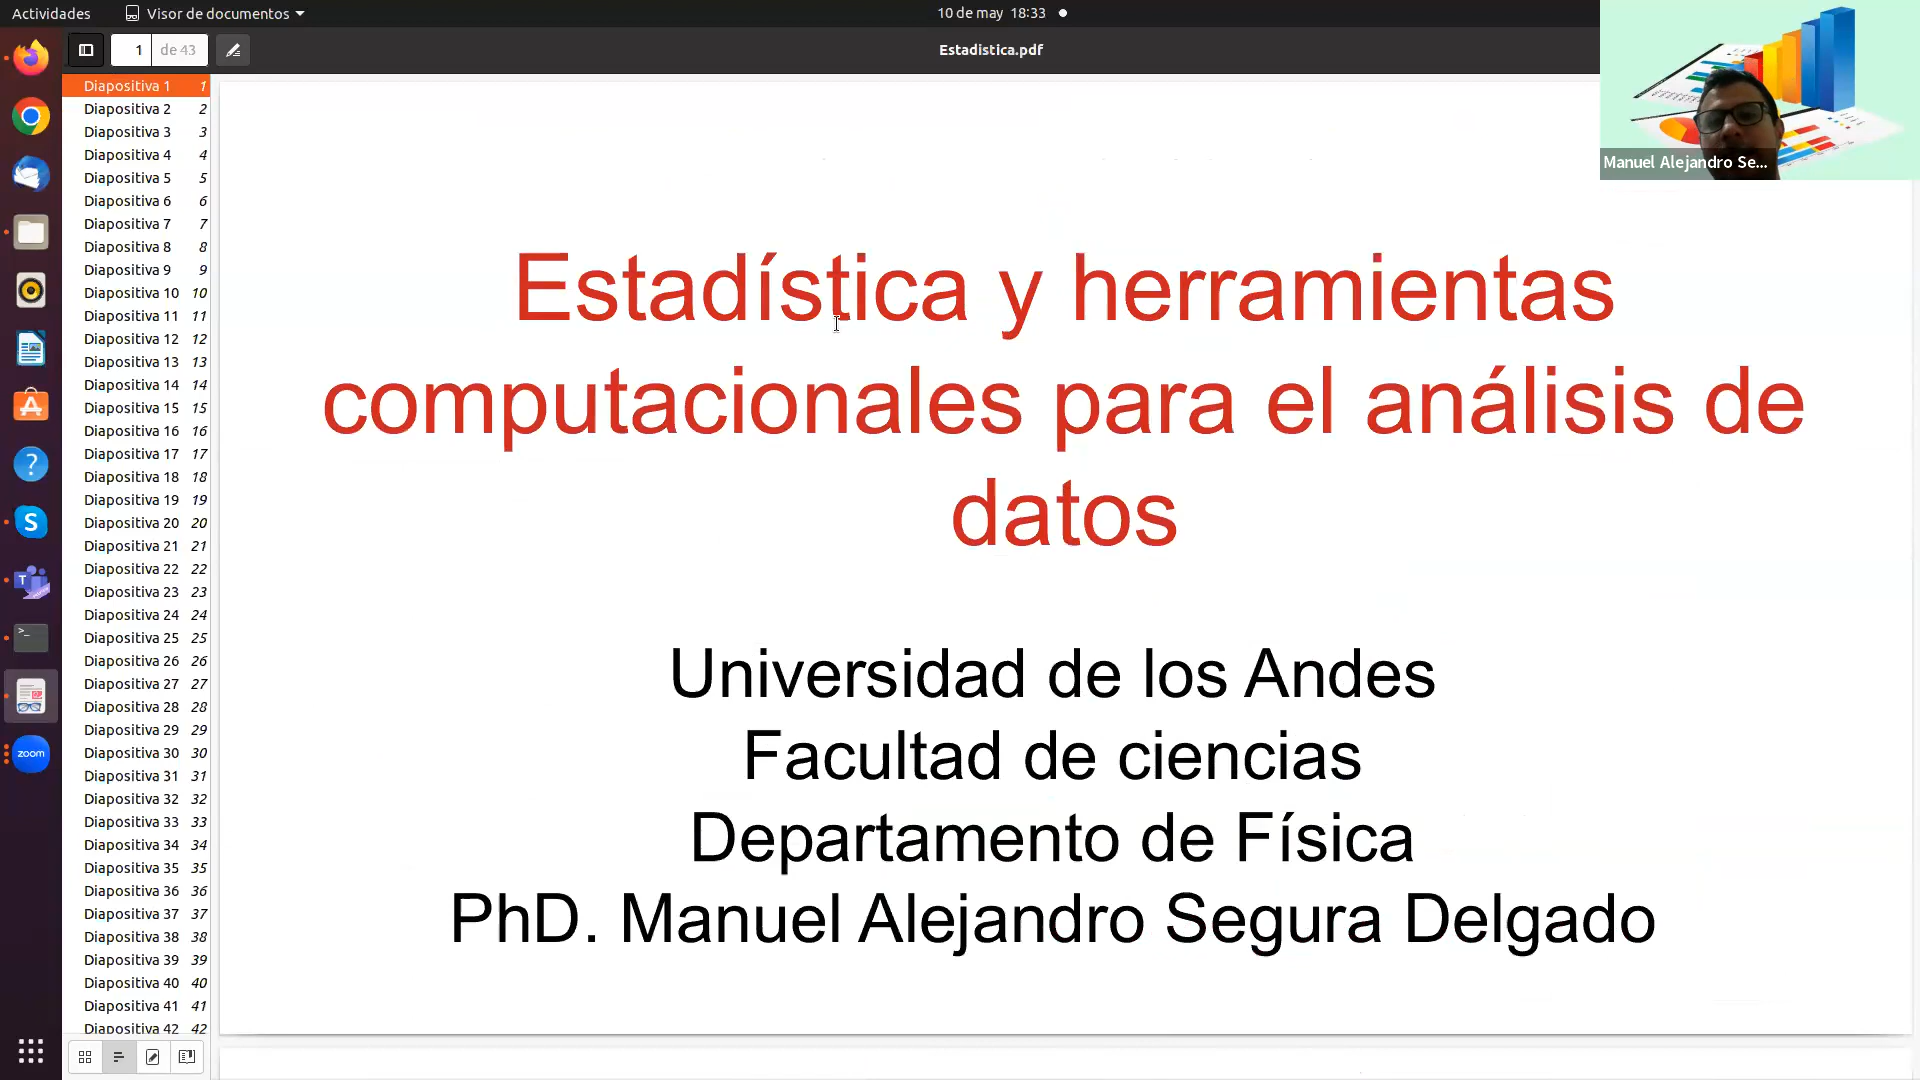 Actividades
Visor de documentos
10 de may 18:33
1
de 43
Estadistica.pdf
Manuel Alejandro Se...
Diapositiva 1 1
Diapositiva 2 2
Diapositiva 3 3
Diapositiva 4 4
Diapositiva 5 5
Diapositiva 6 6
Diapositiva 7 7
Diapositiva 8 8
Diapositiva 9 9
Diapositiva 10 10
Diapositiva 11 11
Diapositiva 12 12
Diapositiva 13 13
Diapositiva 14 14
Diapositiva 15 15
Diapositiva 16 16
Diapositiva 17 17
Diapositiva 18 18
Diapositiva 19 19
Diapositiva 20 20
Diapositiva 21 21
Diapositiva 22 22
Diapositiva 23 23
Diapositiva 24 24
Diapositiva 25 25
Diapositiva 26 26
Diapositiva 27 27
Diapositiva 28 28
Diapositiva 29 29
Diapositiva 30 30
Diapositiva 31 31
Diapositiva 32 32
Diapositiva 33 33
Diapositiva 34 34
Diapositiva 35 35
Diapositiva 36 36
Diapositiva 37 37
Diapositiva 38 38
Diapositiva 39 39
Diapositiva 40 40
Diapositiva 41 41
Diapositiva 42 42
Estadística y herramientas
computacionales para el análisis de
datos
Universidad de los Andes
Facultad de ciencias
Departamento de Física
PhD. Manuel Alejandro Segura Delgado
zoom